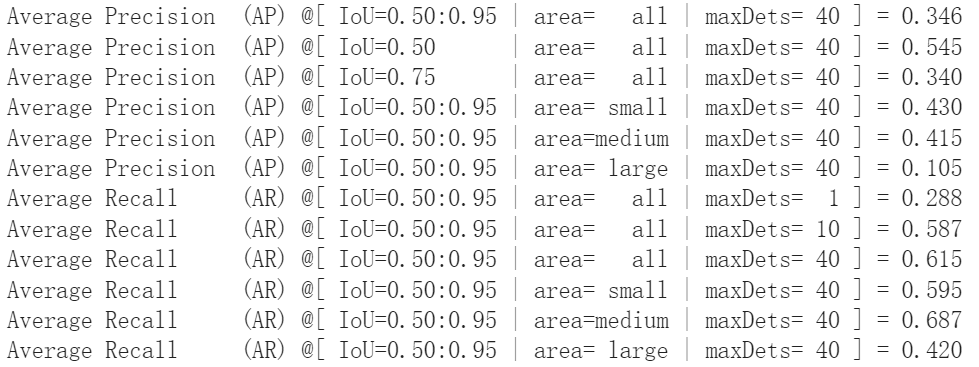 Average Precision  (AP) @[ IoU=0.50:0.95 | area=   all | maxDets= 40 ] = 0.346
Average Precision  (AP) @[ IoU=0.50      | area=   all | maxDets= 40 ] = 0.545
Average Precision  (AP) @[ IoU=0.75      | area=   all | maxDets= 40 ] = 0.340
Average Precision  (AP) @[ IoU=0.50:0.95 | area= small | maxDets= 40 ] = 0.430
Average Precision  (AP) @[ IoU=0.50:0.95 | area=medium | maxDets= 40 ] = 0.415
Average Precision  (AP) @[ IoU=0.50:0.95 | area= large | maxDets= 40 ] = 0.105
Average Recall     (AR) @[ IoU=0.50:0.95 | area=   all | maxDets=  1 ] = 0.288
Average Recall     (AR) @[ IoU=0.50:0.95 | area=   all | maxDets= 10 ] = 0.587
Average Recall     (AR) @[ IoU=0.50:0.95 | area=   all | maxDets= 40 ] = 0.615
Average Recall     (AR) @[ IoU=0.50:0.95 | area= small | maxDets= 40 ] = 0.595
Average Recall     (AR) @[ IoU=0.50:0.95 | area=medium | maxDets= 40 ] = 0.687
Average Recall     (AR) @[ IoU=0.50:0.95 | area= large | maxDets= 40 ] = 0.420